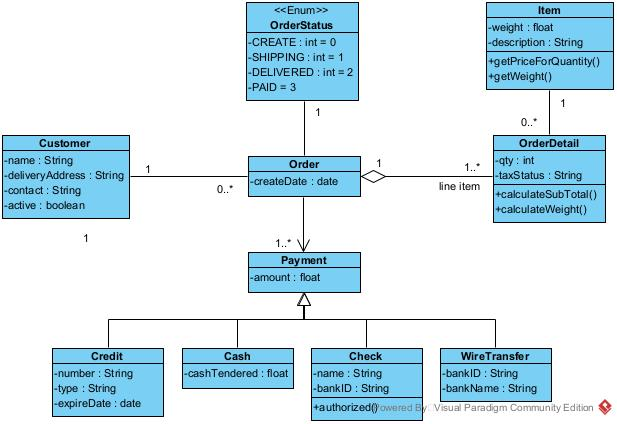 <<Enum>>
OrderStatus
-CREATE : int = 0
-SHIPPING : int = 1
-DELIVERED : int = 2
-PAID = 3
Item
-weight : float
-description : String
+getPriceForQuantity()
+getWeight()
1
1
0..*
Customer
-name : String
-deliveryAddress : String
-contact : String
-active : boolean
1
0..*
Order
-createDate : date
1
1..*
line item
OrderDetail
-qty : int
-taxStatus : String
+calculateSubTotal()
+calculateWeight()
1
1..*
Payment
-amount : float
Credit
-number : String
-type : String
-expireDate : date
Cash
-cashTendered : float
Check
-name : String
-bankID : String
+authorized()
WireTransfer
-bankID : String
-bankName : String
Powered By Visual Paradigm Community Edition